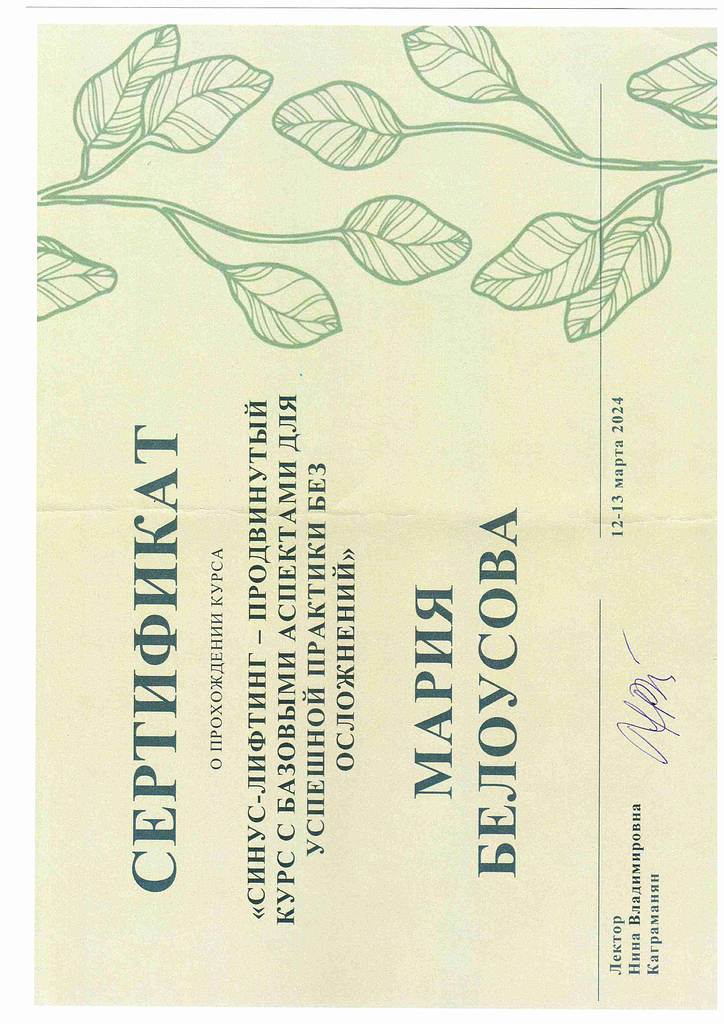 СЕРТИФИКАТ
О ПРОХОЖДЕНИИ КУРСА
«СИНУС-ЛИФТИНГ – ПРОДВИНУТЫЙ
КУРС С БАЗОВЫМИ АСПЕКТАМИ ДЛЯ
УСПЕШНОЙ ПРАКТИКИ БЕЗ
ОСЛОЖНЕНИЙ»
МАРИЯ
БЕЛОУСОВА
Лектор
Нина Владимировна
Каграманян
12-13 марта 2024